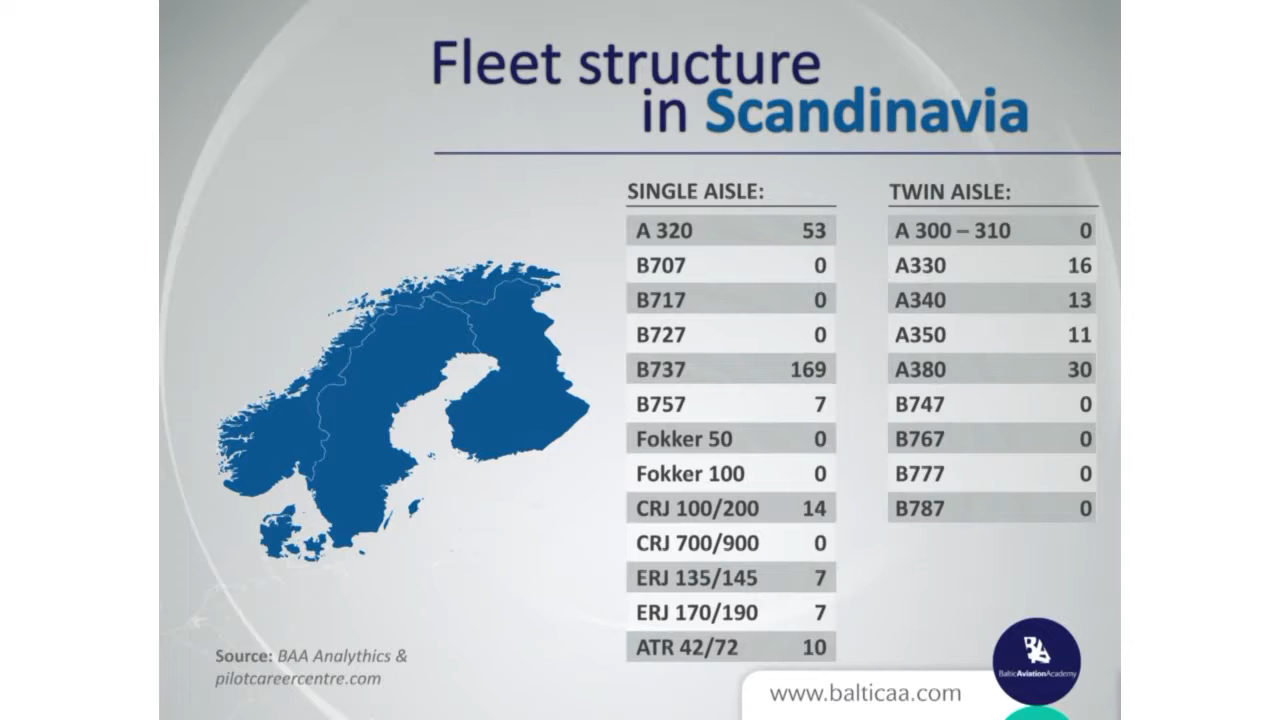 Fleet structure
in Scandinavia
SINGLE AISLE:
A 320 53
B707 0
B717 0
B727 0
B737 169
B757 7
Fokker 50 0
Fokker 100 0
CRJ 100/200 14
CRJ 700/900 0
ERJ 135/145 7
ERJ 170/190 7
ATR 42/72 10
TWIN AISLE:
A 300 – 310 0
A330 16
A340 13
A350 11
A380 30
B747 0
B767 0
B777 0
B787 0
Source: BAA Analythics &
pilotcareercentre.com
BalticAviationAcademy
www.balticaa.com